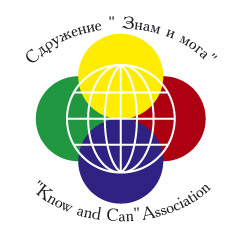 Сдружение " Знам и мога "
"Know and Can" Association